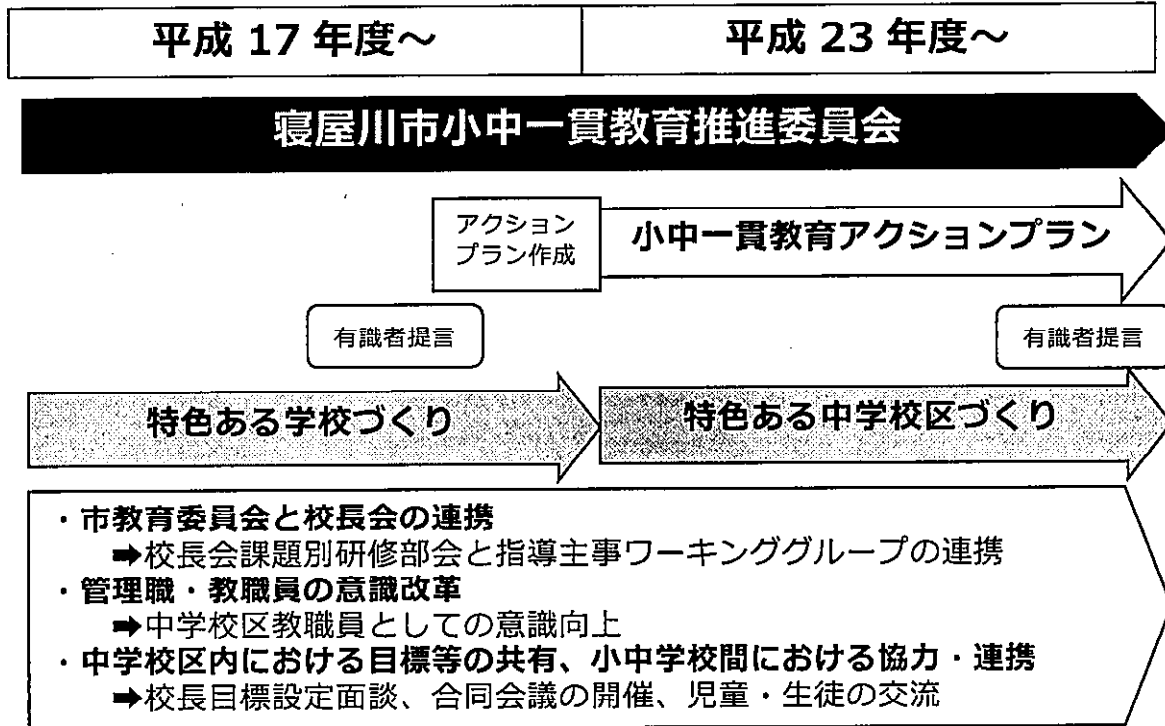 平成 17 年度～
平成 23 年度～
寝屋川市小中一貫教育推進委員会
アクション
プラン作成
小中一貫教育アクションプラン
有識者提言
有識者提言
特色ある学校づくり
特色ある中学校区づくり
・市教育委員会と校長会の連携
➡校長会課題別研修部会と指導主事ワーキンググループの連携
・管理職・教職員の意識改革
➡中学校区教職員としての意識向上
・中学校区内における目標等の共有、小中学校間における協力・連携
➡校長目標設定面談、合同会議の開催、児童・生徒の交流